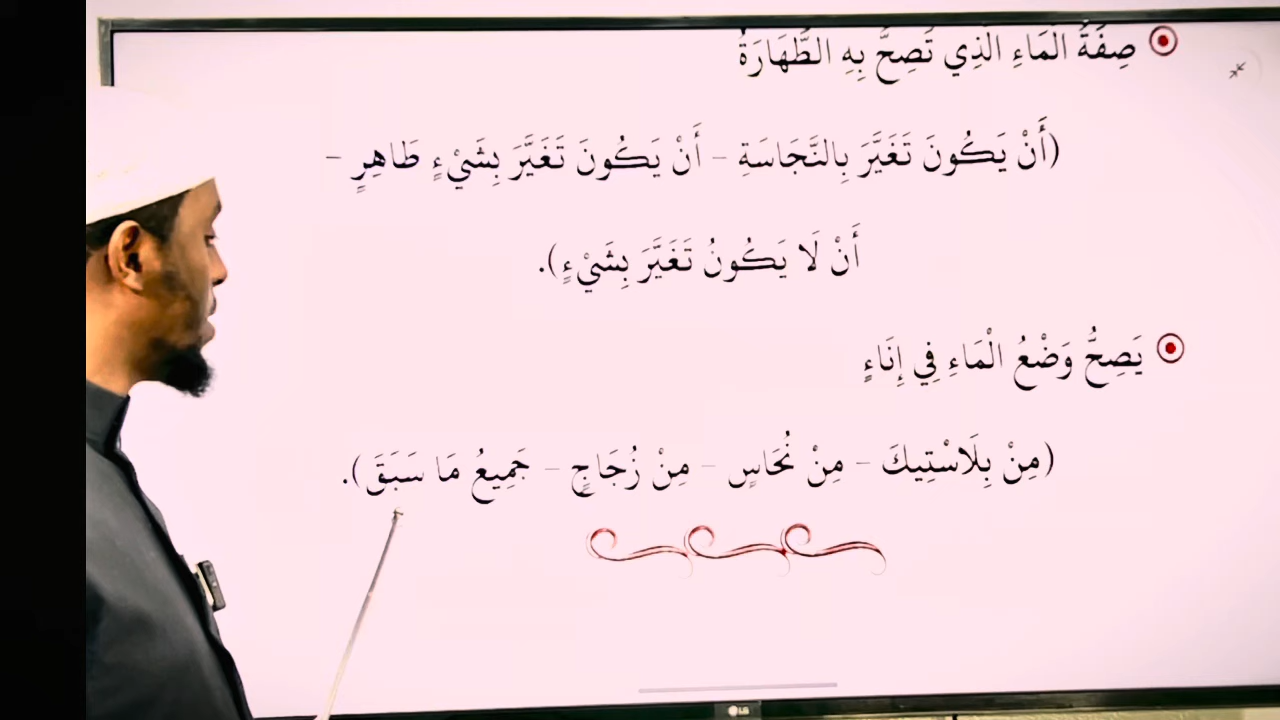 صِفَةُ الْمَاءِ الَّذِي تَصِحُّ بِهِ الطَّهَارَةُ
(أَنْ يَكُونَ تَغَيَّرَ بِالنَّجَاسَةِ – أَنْ يَكُونَ تَغَيَّرَ بِشَيْءٍ طَاهِرٍ –
أَنْ لَا يَكُونُ تَغَيَّرَ بِشَيْءٍ).
يَصِحُّ وَضْعُ الْمَاءِ فِي إِنَاءٍ
(مِنْ بِلَاسْتِيكَ – مِنْ نُحَاسٍ – مِنْ زُجَاجٍ – جَمِيعُ مَا سَبَقَ).
LG